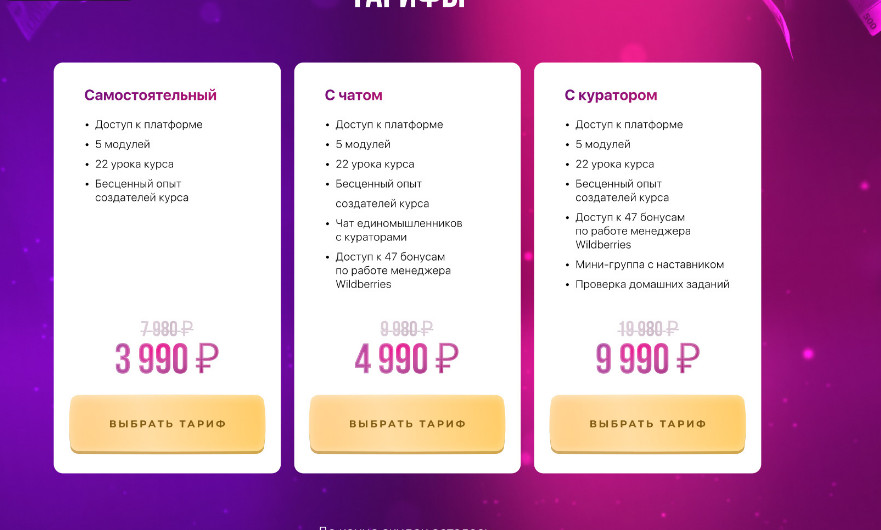 ТАРИФЫ
Самостоятельный
• Доступ к платформе
• 5 модулей
• 22 урока курса
• Бесценный опыт
создателей курса
7 980 ₽
3 990 ₽
ВЫБРАТЬ ТАРИФ
С чатом
• Доступ к платформе
• 5 модулей
• 22 урока курса
• Бесценный опыт
создателей курса
• Чат единомышленников
с кураторами
• Доступ к 47 бонусам
по работе менеджера
Wildberries
9 980 ₽
4 990 ₽
ВЫБРАТЬ ТАРИФ
С куратором
• Доступ к платформе
• 5 модулей
• 22 урока курса
• Бесценный опыт
создателей курса
• Доступ к 47 бонусам
по работе менеджера
Wildberries
• Мини-группа с наставником
• Проверка домашних заданий
19 980 ₽
9 990 ₽
ВЫБРАТЬ ТАРИФ
500